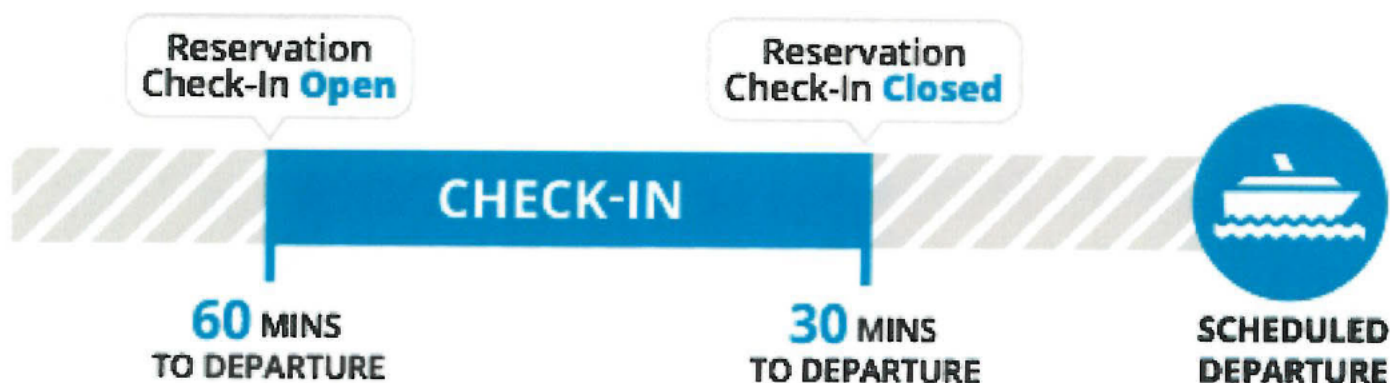 Reservation
Check-In Open
Reservation
Check-In Closed
CHECK-IN
60 MINS
TO DEPARTURE
30 MINS
TO DEPARTURE
SCHEDULED
DEPARTURE